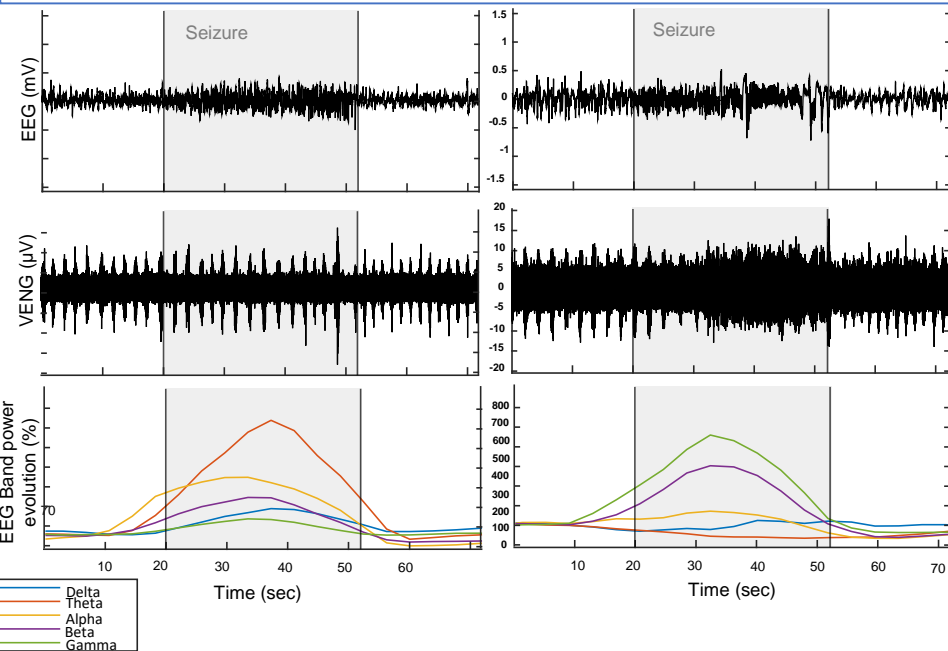 Seizure
Seizure
EEG (mV)
1.5
1
0.5
0
-0.5
-1
-1.5
VENG (µV)
20
15
10
5
0
-5
-10
-15
-20
EEG Band power
evolution (%)
70
800
700
600
500
400
300
200
100
0
10 20 30 40 50 60
10 20 30 40 50 60 70
Time (sec)
Time (sec)
Delta
Theta
Alpha
Beta
Gamma